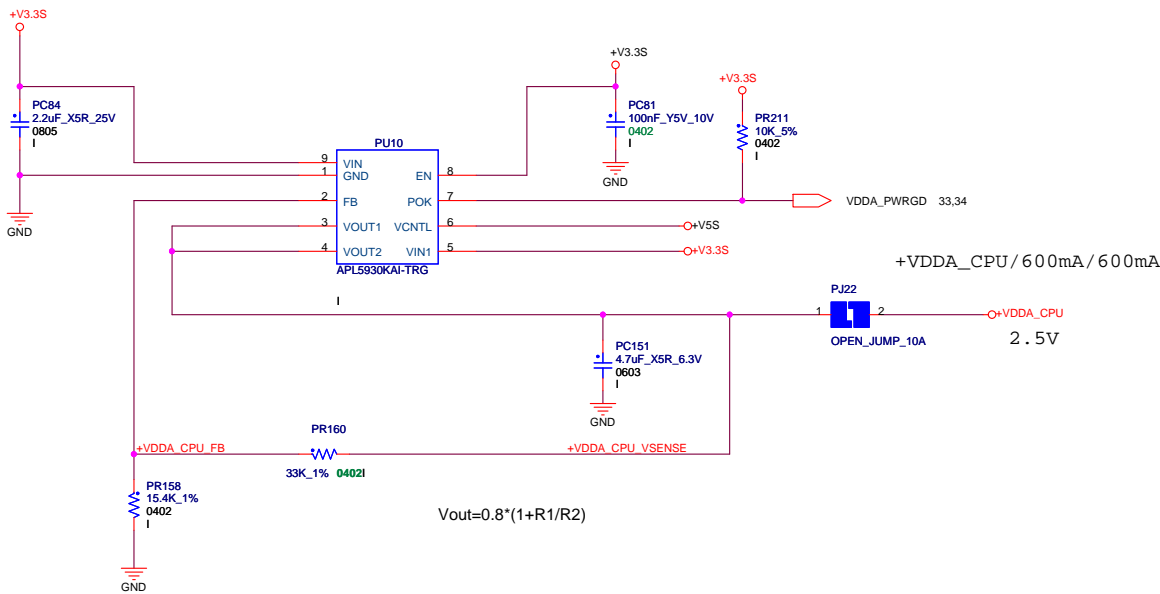 +V3.3S
PC84
2.2uF_X5R_25V
0805
I
GND
+V3.3S
PC81
100nF_Y5V_10V
0402
I
GND
+V3.3S
PR211
10K_5%
0402
I
PU10
9 VIN
1 GND
2 FB
3 VOUT1
4 VOUT2
EN 8
POK 7
VCNTL 6
VIN1 5
APL5930KAI-TRG
I
VDDA_PWRGD 33,34
+V5S
+V3.3S
+VDDA_CPU/600mA/600mA
PJ22
1 2
OPEN_JUMP_10A
+VDDA_CPU
2.5V
PC151
4.7uF_X5R_6.3V
0603
I
GND
PR160
+VDDA_CPU_FB
+VDDA_CPU_VSENSE
33K_1% 0402I
PR158
15.4K_1%
0402
I
GND
Vout=0.8*(1+R1/R2)